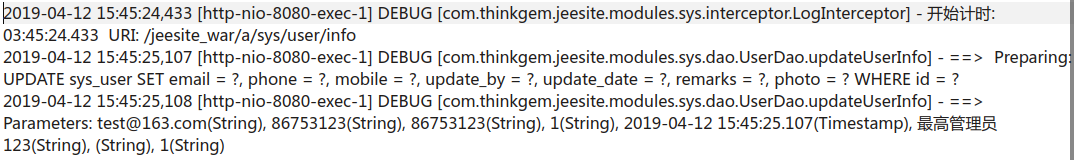 2019-04-12 15:45:24,433 [http-nio-8080-exec-1] DEBUG [com.thinkgem.jeesite.modules.sys.interceptor.LogInterceptor] - 开始计时:
03:45:24.433  URI: /jeesite_war/a/sys/user/info
2019-04-12 15:45:25,107 [http-nio-8080-exec-1] DEBUG [com.thinkgem.jeesite.modules.sys.dao.UserDao.updateUserInfo] - ==>  Preparing:
UPDATE sys_user SET email = ?, phone = ?, mobile = ?, update_by = ?, update_date = ?, remarks = ?, photo = ? WHERE id = ?
2019-04-12 15:45:25,108 [http-nio-8080-exec-1] DEBUG [com.thinkgem.jeesite.modules.sys.dao.UserDao.updateUserInfo] - ==>
Parameters: test@163.com(String), 86753123(String), 86753123(String), 1(String), 2019-04-12 15:45:25.107(Timestamp), 最高管理员
123(String), (String), 1(String)